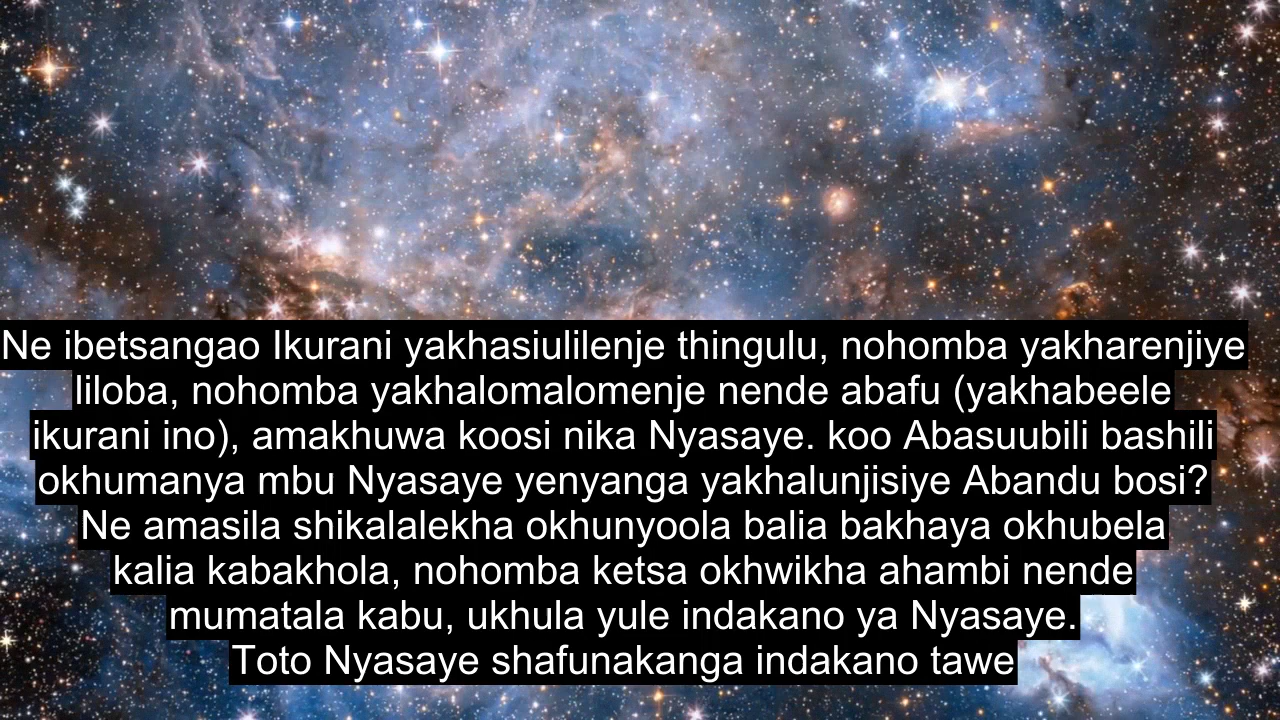 Ne ibetsangao Ikurani yakhasiulilenje thingulu, nohomba yakharenjiye
liloba, nohomba yakhalomalomenje nende abafu (yakhabeele
ikurani ino), amakhuwa koosi nika Nyasaye. koo Abasuubili bashili
okhumanya mbu Nyasaye yenyanga yakhalunjisiye Abandu bosi?
Ne amasila shikalalekha okhunyoola balia bakhaya okhubela
kalia kabakhola, nohomba ketsa okhwikha ahambi nende
mumatala kabu, ukhula yule indakano ya Nyasaye.
Toto Nyasaye shafunakanga indakano tawe